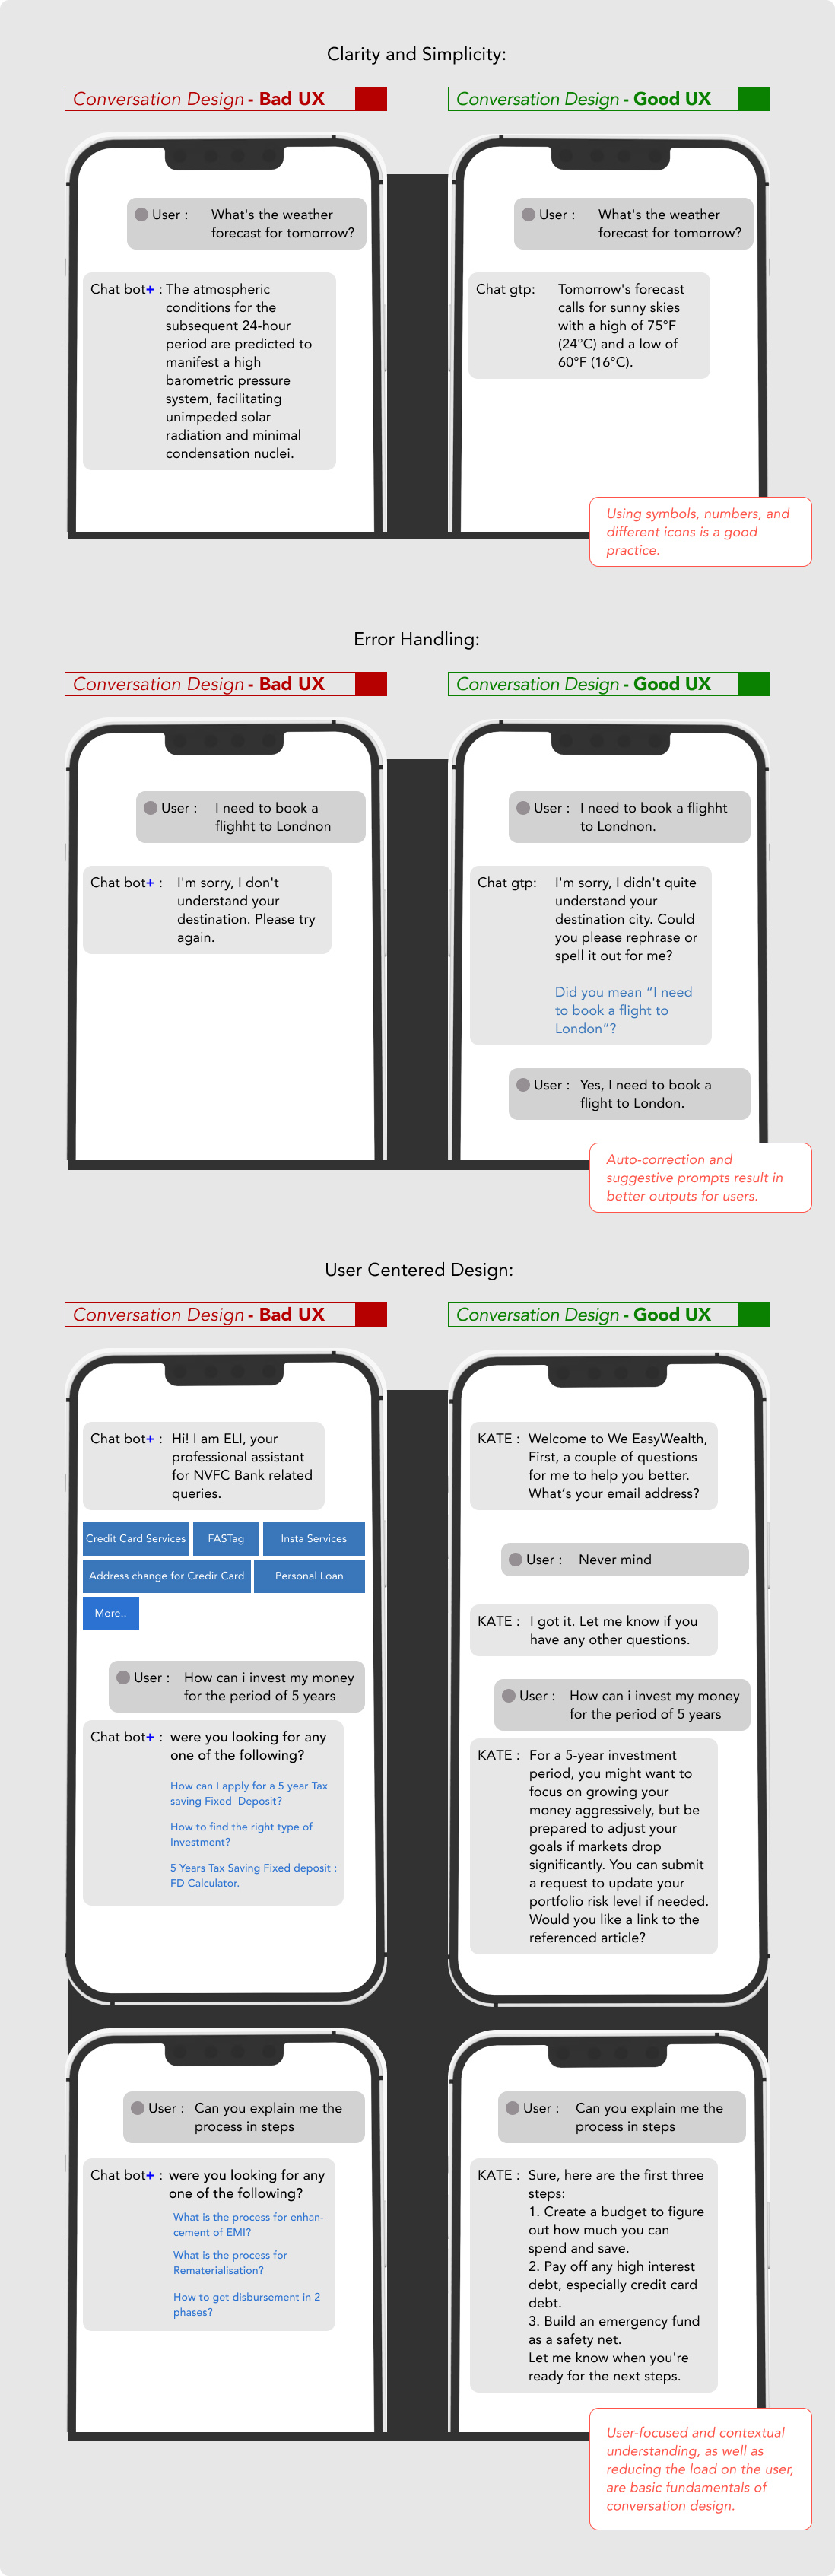 Clarity and Simplicity:
Conversation Design - Bad UX
User : What's the weather
forecast for tomorrow?
Chat bot+ : The atmospheric
conditions for the
subsequent 24-hour
period are predicted to
manifest a high
barometric pressure
system, facilitating
unimpeded solar
radiation and minimal
condensation nuclei.
Conversation Design - Good UX
User : What's the weather
forecast for tomorrow?
Chat gtp: Tomorrow's forecast
calls for sunny skies
with a high of 75°F
(24°C) and a low of
60°F (16°C).
Using symbols, numbers, and
different icons is a good
practice.
Error Handling:
Conversation Design - Bad UX
User : I need to book a
flighht to Londnon
Chat bot+ : I'm sorry, I don't
understand your
destination. Please try
again.
Conversation Design - Good UX
User : I need to book a flighht
to Londnon.
Chat gtp: I'm sorry, I didn't quite
understand your
destination city. Could
you please rephrase or
spell it out for me?
Did you mean “I need
to book a flight to
London”?
User : Yes, I need to book a
flight to London.
Auto-correction and
suggestive prompts result in
better outputs for users.
User Centered Design:
Conversation Design - Bad UX
Chat bot+ : Hi! I am ELI, your
professional assistant
for NVFC Bank related
queries.
Credit Card Services FASTag Insta Services
Address change for Credir Card Personal Loan
More..
User : How can i invest my money
for the period of 5 years
Chat bot+ : were you looking for any
one of the following?
How can I apply for a 5 year Tax
saving Fixed Deposit?
How to find the right type of
Investment?
5 Years Tax Saving Fixed deposit :
FD Calculator.
User : Can you explain me the
process in steps
Chat bot+ : were you looking for any
one of the following?
What is the process for enhan-
cement of EMI?
What is the process for
Rematerialisation?
How to get disbursement in 2
phases?
Conversation Design - Good UX
KATE : Welcome to We EasyWealth,
First, a couple of questions
for me to help you better.
What’s your email address?
User : Never mind
KATE : I got it. Let me know if you
have any other questions.
User : How can i invest my money
for the period of 5 years
KATE : For a 5-year investment
period, you might want to
focus on growing your
money aggressively, but be
prepared to adjust your
goals if markets drop
significantly. You can submit
a request to update your
portfolio risk level if needed.
Would you like a link to the
referenced article?
User : Can you explain me the
process in steps
KATE : Sure, here are the first three
steps:
1. Create a budget to figure
out how much you can
spend and save.
2. Pay off any high interest
debt, especially credit card
debt.
3. Build an emergency fund
as a safety net.
Let me know when you're
ready for the next steps.
User-focused and contextual
understanding, as well as
reducing the load on the user,
are basic fundamentals of
conversation design.